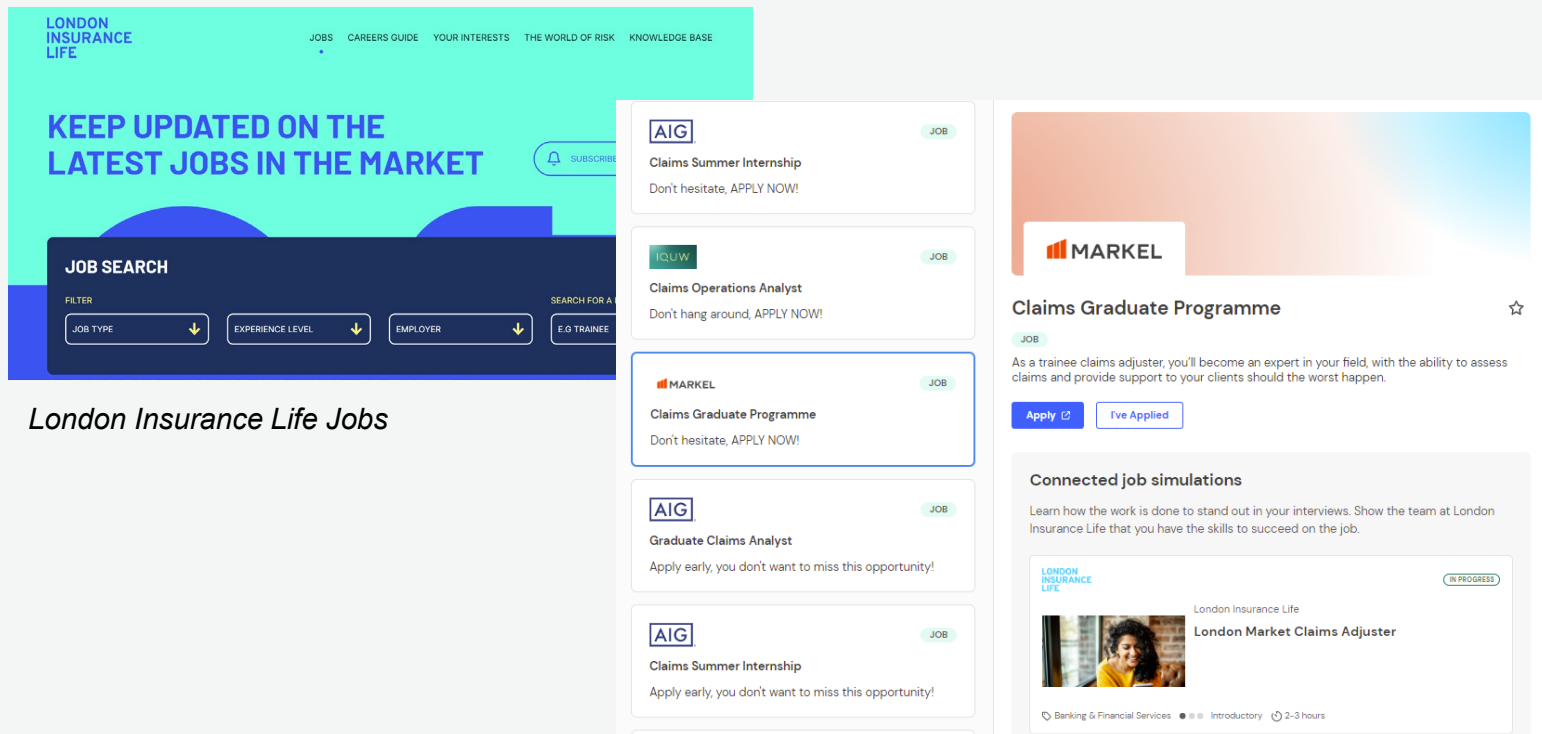 LONDON
INSURANCE
LIFE
JOBS CAREERS GUIDE YOUR INTERESTS THE WORLD OF RISK KNOWLEDGE BASE
KEEP UPDATED ON THE
LATEST JOBS IN THE MARKET
SUBSCRIBE
JOB SEARCH
FILTER
SEARCH FOR A
JOB TYPE
EXPERIENCE LEVEL
EMPLOYER
E.G TRAINEE
London Insurance Life Jobs
AIG
JOB
Claims Summer Internship
Don't hesitate, APPLY NOW!
IQUW
JOB
Claims Operations Analyst
Don't hang around, APPLY NOW!
MARKEL
JOB
Claims Graduate Programme
Don't hesitate, APPLY NOW!
AIG
JOB
Graduate Claims Analyst
Apply early, you don't want to miss this opportunity!
AIG
JOB
Claims Summer Internship
Apply early, you don't want to miss this opportunity!
MARKEL
Claims Graduate Programme
JOB
As a trainee claims adjuster, you'll become an expert in your field, with the ability to assess
claims and provide support to your clients should the worst happen.
Apply
I've Applied
Connected job simulations
Learn how the work is done to stand out in your interviews. Show the team at London
Insurance Life that you have the skills to succeed on the job.
LONDON
INSURANCE
LIFE
IN PROGRESS
London Insurance Life
London Market Claims Adjuster
Banking & Financial Services Introductory 2-3 hours